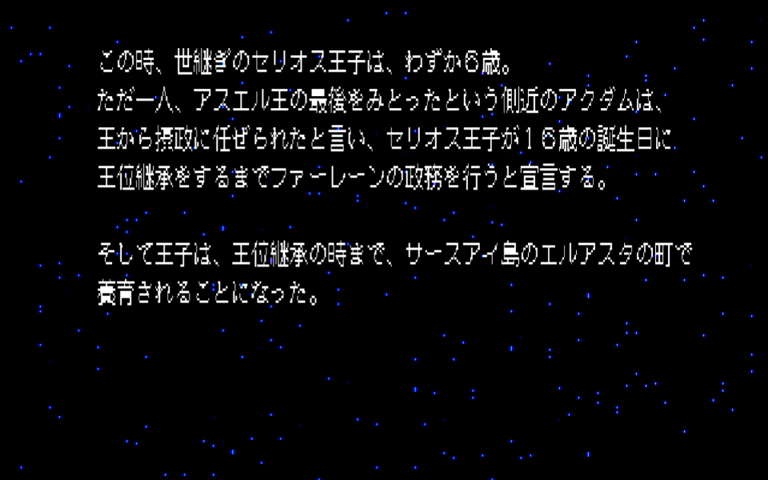 この時、世継ぎのセリオス王子は、わずか６歳。
ただ一人、アスエル王の最後をみとったという側近のアクダムは、
王から摂政に任ぜられたと言い、セリオス王子が１６歳の誕生日に
王位継承をするまでファーレーンの政務を行うと宣言する。
そして王子は、王位継承の時まで、サースアイ島のエルアスタの町で
養育されることになった。